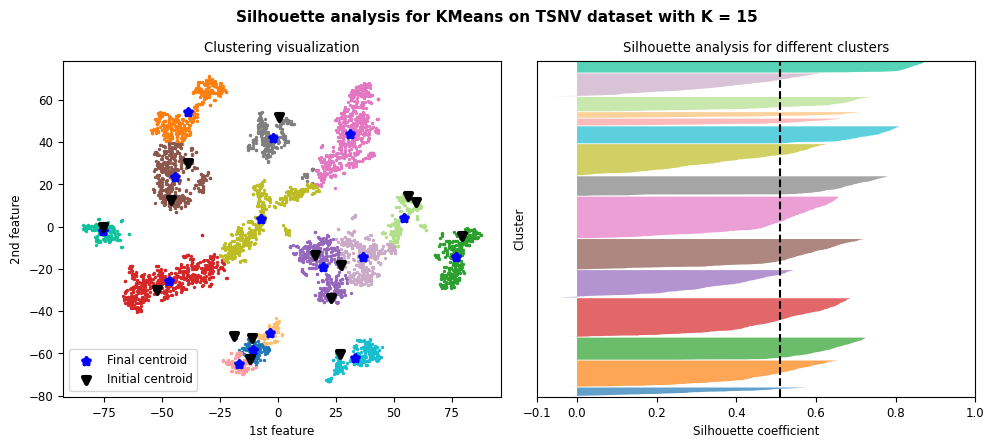 Silhouette analysis for KMeans on TSNV dataset with K = 15
Clustering visualization
2nd feature
60
40
20
0
−20
−40
−60
−80
−75
−50
−25
0
25
50
75
1st feature
Final centroid
Initial centroid
Silhouette analysis for different clusters
Cluster
−0.1
0.0
0.2
0.4
0.6
0.8
1.0
Silhouette coefficient